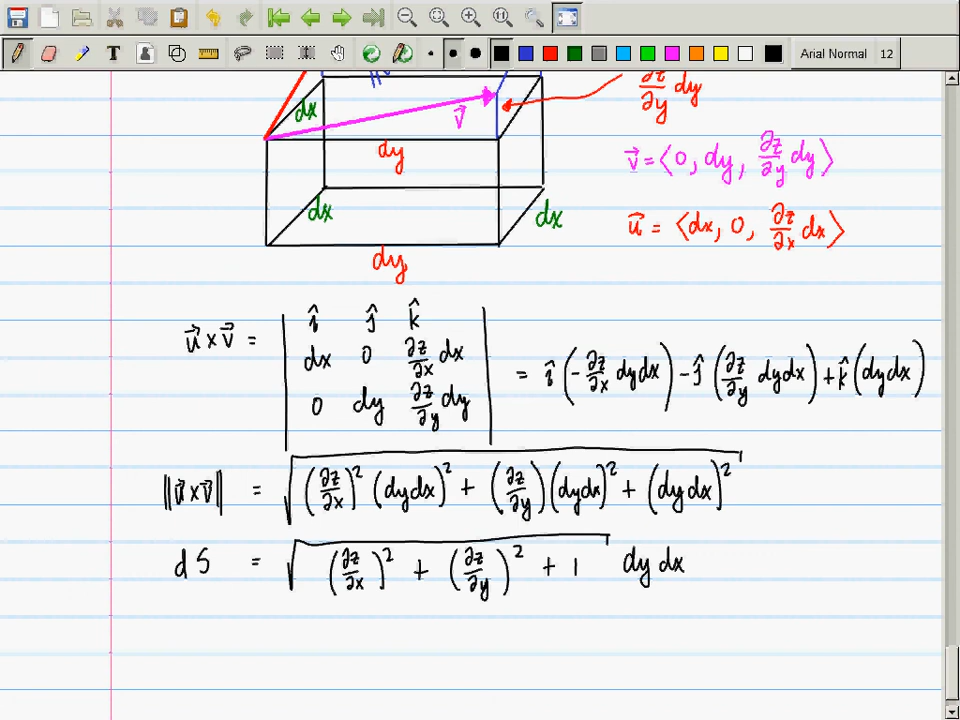 T
Arial Normal 12
∂z/∂y dy
dx
v⃗
dy
v⃗ = ⟨0, dy, ∂z/∂y dy⟩
dx
dx
u⃗ = ⟨dx, 0, ∂z/∂x dx⟩
dy
u⃗ × v⃗ = | î ĵ k̂ |
| dx 0 ∂z/∂x dx | = î(-∂z/∂x dydx) - ĵ(∂z/∂y dydx) + k̂(dydx)
| 0 dy ∂z/∂y dy |
‖u⃗ × v⃗‖ = √((∂z/∂x)² (dydx)² + (∂z/∂y)(dydx)² + (dydx)²)
dS = √((∂z/∂x)² + (∂z/∂y)² + 1) dy dx